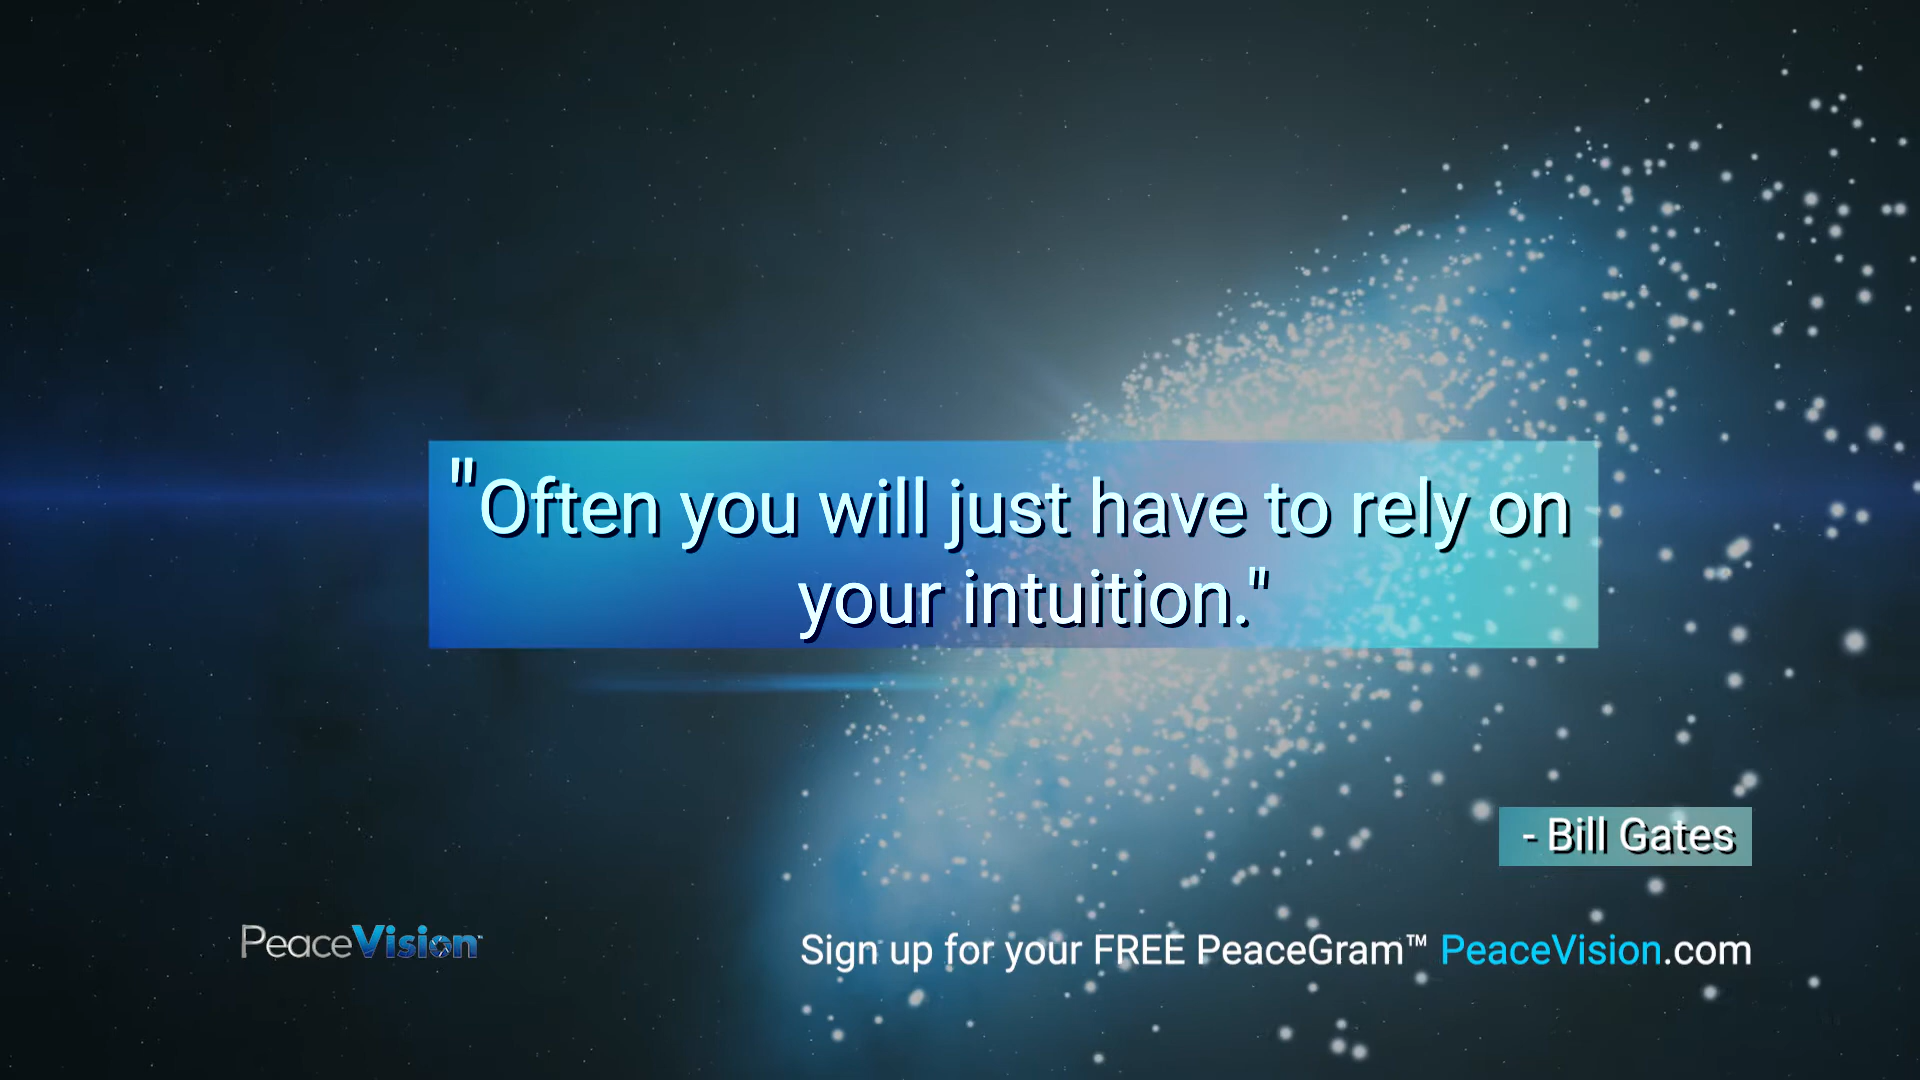 "Often you will just have to rely on
your intuition."
- Bill Gates
PeaceVision
Sign up for your FREE PeaceGram™ PeaceVision.com